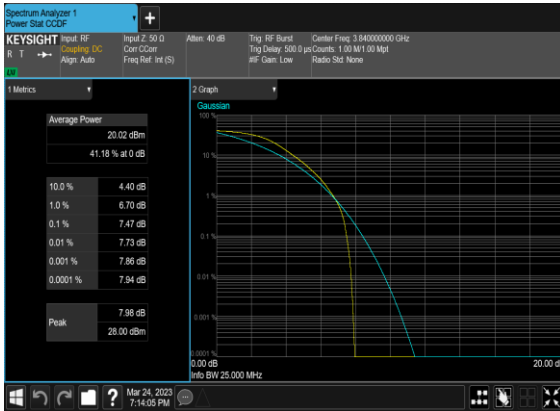 Spectrum Analyzer 1
Power Stat CCDF
+
KEYSIGHT
R T
LXI
Input: RF
Coupling: DC
Align: Auto
Input Z: 50 Ω
Corr CCorr
Freq Ref: Int (S)
Atten: 40 dB
Trig: RF Burst
Trig Delay: 500.0 µs
#IF Gain: Low
Center Freq: 3.840000000 GHz
Counts: 1.00 M/1.00 Mpt
Radio Std: None
1 Metrics
Average Power
20.02 dBm
41.18 % at 0 dB
10.0 % 4.40 dB
1.0 % 6.70 dB
0.1 % 7.47 dB
0.01 % 7.73 dB
0.001 % 7.86 dB
0.0001 % 7.94 dB
Peak
7.98 dB
28.00 dBm
2 Graph
Gaussian
100 %
10 %
1 %
0.1 %
0.01 %
0.001 %
0.0001 %
0.00 dB
20.00 d
Info BW 25.000 MHz
?
Mar 24, 2023
7:14:05 PM